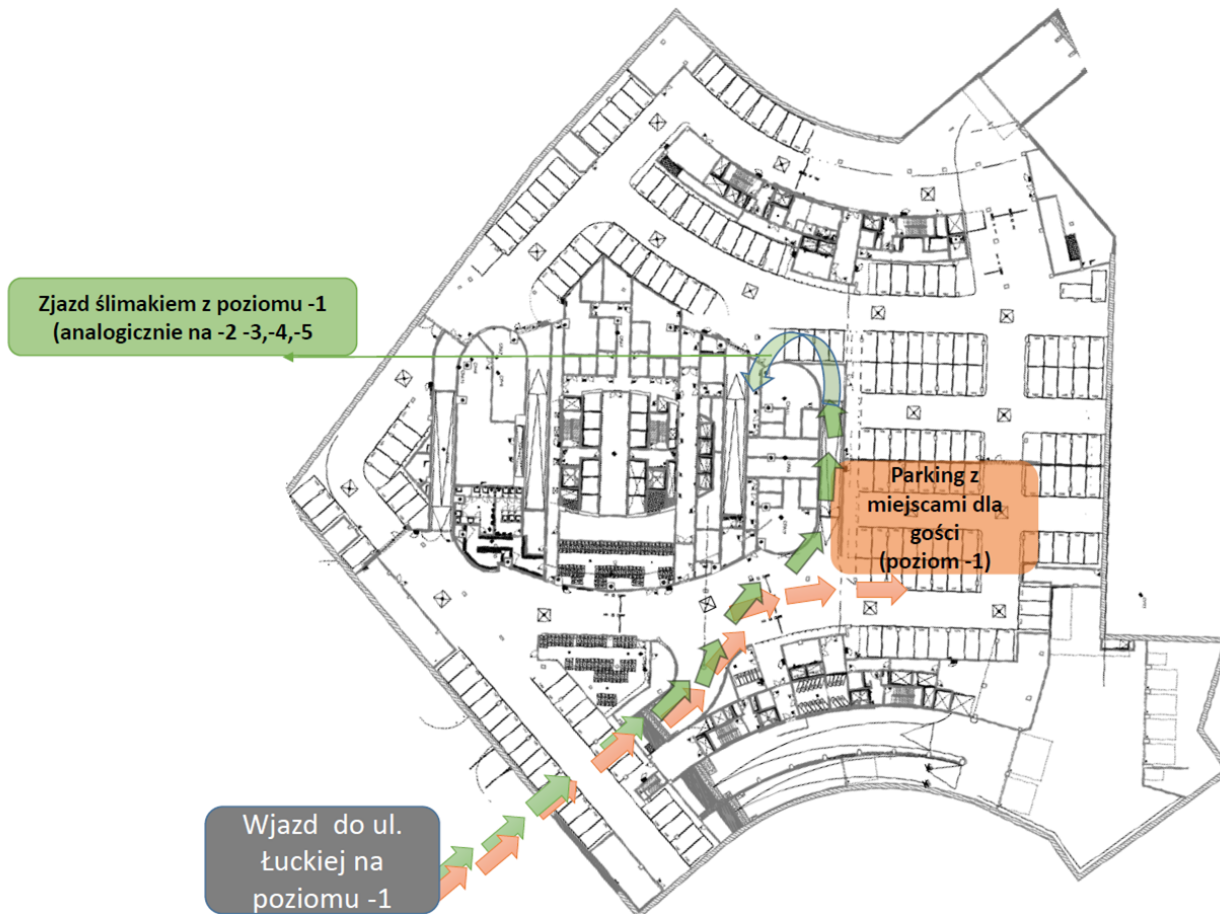 Zjazd ślimakiem z poziomu -1
(analogicznie na -2 -3,-4,-5
Parking z
miejscami dla
gości
(poziom -1)
Wjazd do ul.
Łuckiej na
poziomu -1